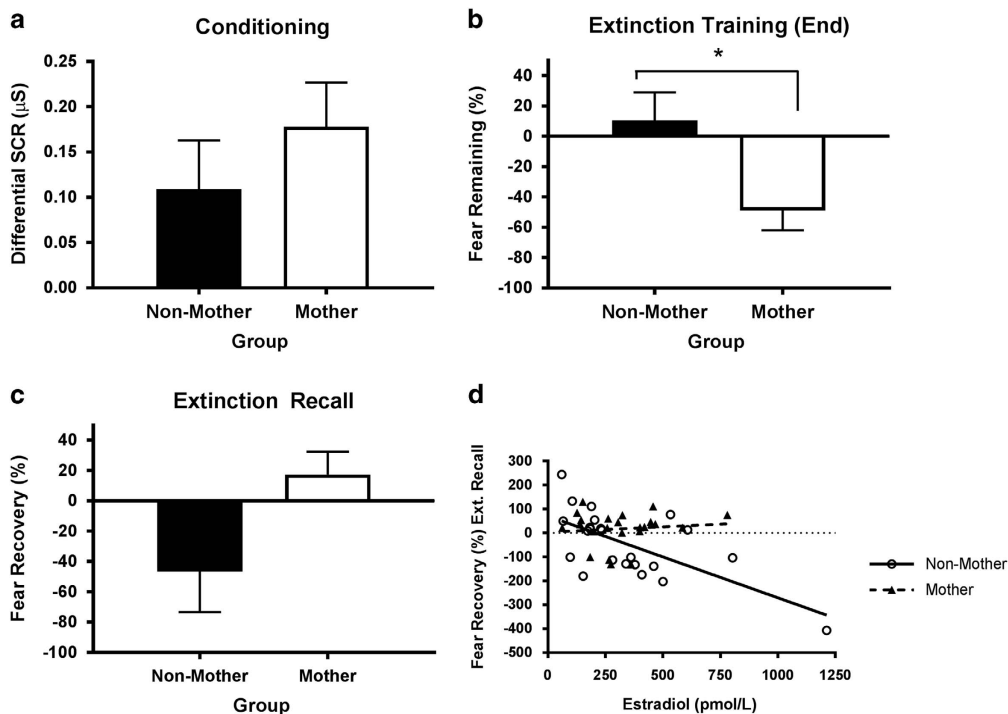 a
Conditioning
Differential SCR (μS)
0.25
0.20
0.15
0.10
0.05
0.00
Non-Mother Mother
Group
b
Extinction Training (End)
Fear Remaining (%)
40
20
0
-20
-40
-60
-80
-100
*
Non-Mother Mother
Group
c
Extinction Recall
Fear Recovery (%)
40
20
0
-20
-40
-60
-80
-100
Non-Mother Mother
Group
d
Fear Recovery (%) Ext. Recall
300
200
100
0
-100
-200
-300
-400
-500
0 250 500 750 1000 1250
Estradiol (pmol/L)
Non-Mother
Mother